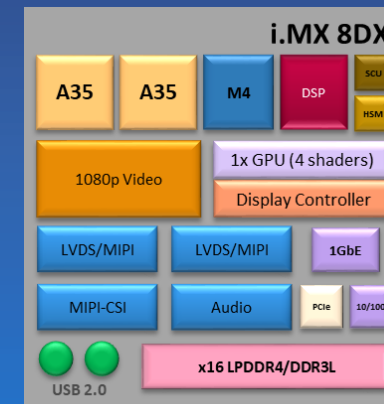 i.MX 8DX
A35
A35
M4
DSP
SCU
HSM
1080p Video
1x GPU (4 shaders)
Display Controller
LVDS/MIPI
LVDS/MIPI
1GbE
MIPI-CSI
Audio
PCIe
10/100
USB 2.0
x16 LPDDR4/DDR3L